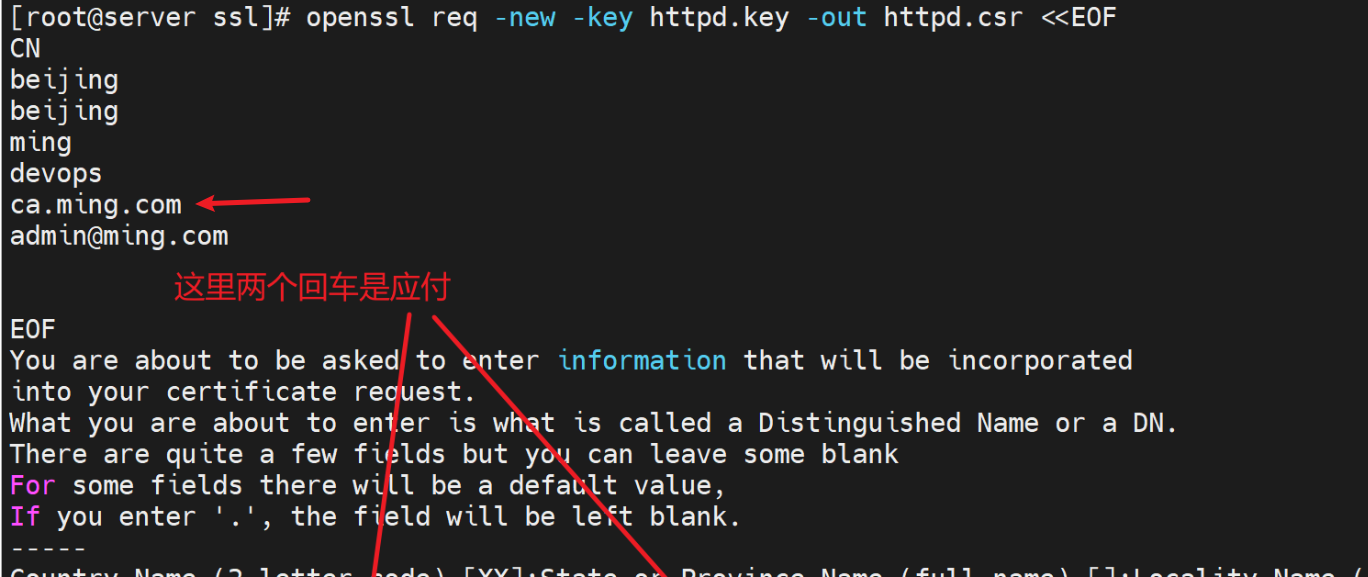 [root@server ssl]# openssl req -new -key httpd.key -out httpd.csr <<EOF
CN
beijing
beijing
ming
devops
ca.ming.com
admin@ming.com
这里两个回车是应付
EOF
You are about to be asked to enter information that will be incorporated
into your certificate request.
What you are about to enter is what is called a Distinguished Name or a DN.
There are quite a few fields but you can leave some blank
For some fields there will be a default value,
If you enter '.', the field will be left blank.
-----
Country Name (2 letter code) [XX]:State or Province Name (full name) []:Locality Name (